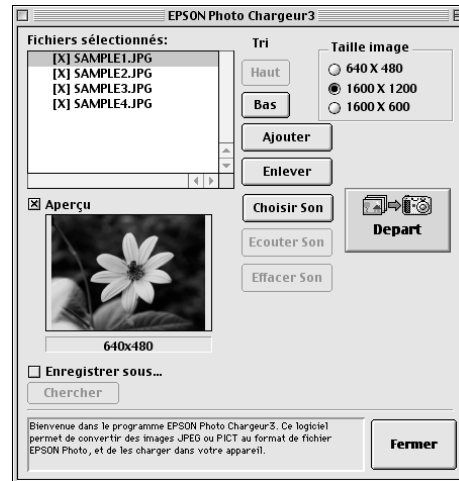 EPSON Photo Chargeur3
Fichiers sélectionnés:
[X] SAMPLE1.JPG
[X] SAMPLE2.JPG
[X] SAMPLE3.JPG
[X] SAMPLE4.JPG
Tri
Haut
Bas
Taille image
640 X 480
1600 X 1200
1600 X 600
Ajouter
Enlever
Choisir Son
Ecouter Son
Effacer Son
Depart
Aperçu
640x480
Enregistrer sous...
Chercher
Bienvenue dans le programme EPSON Photo Chargeur3. Ce logiciel
permet de convertir des images JPEG ou PICT au format de fichier
EPSON Photo, et de les charger dans votre appareil.
Fermer